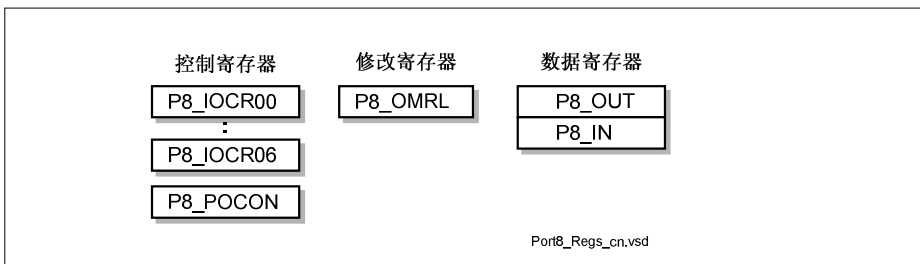 控制寄存器
P8_IOCR00
:
P8_IOCR06
P8_POCON
修改寄存器
P8_OMRL
数据寄存器
P8_OUT
P8_IN
Port8_Regs_cn.vsd